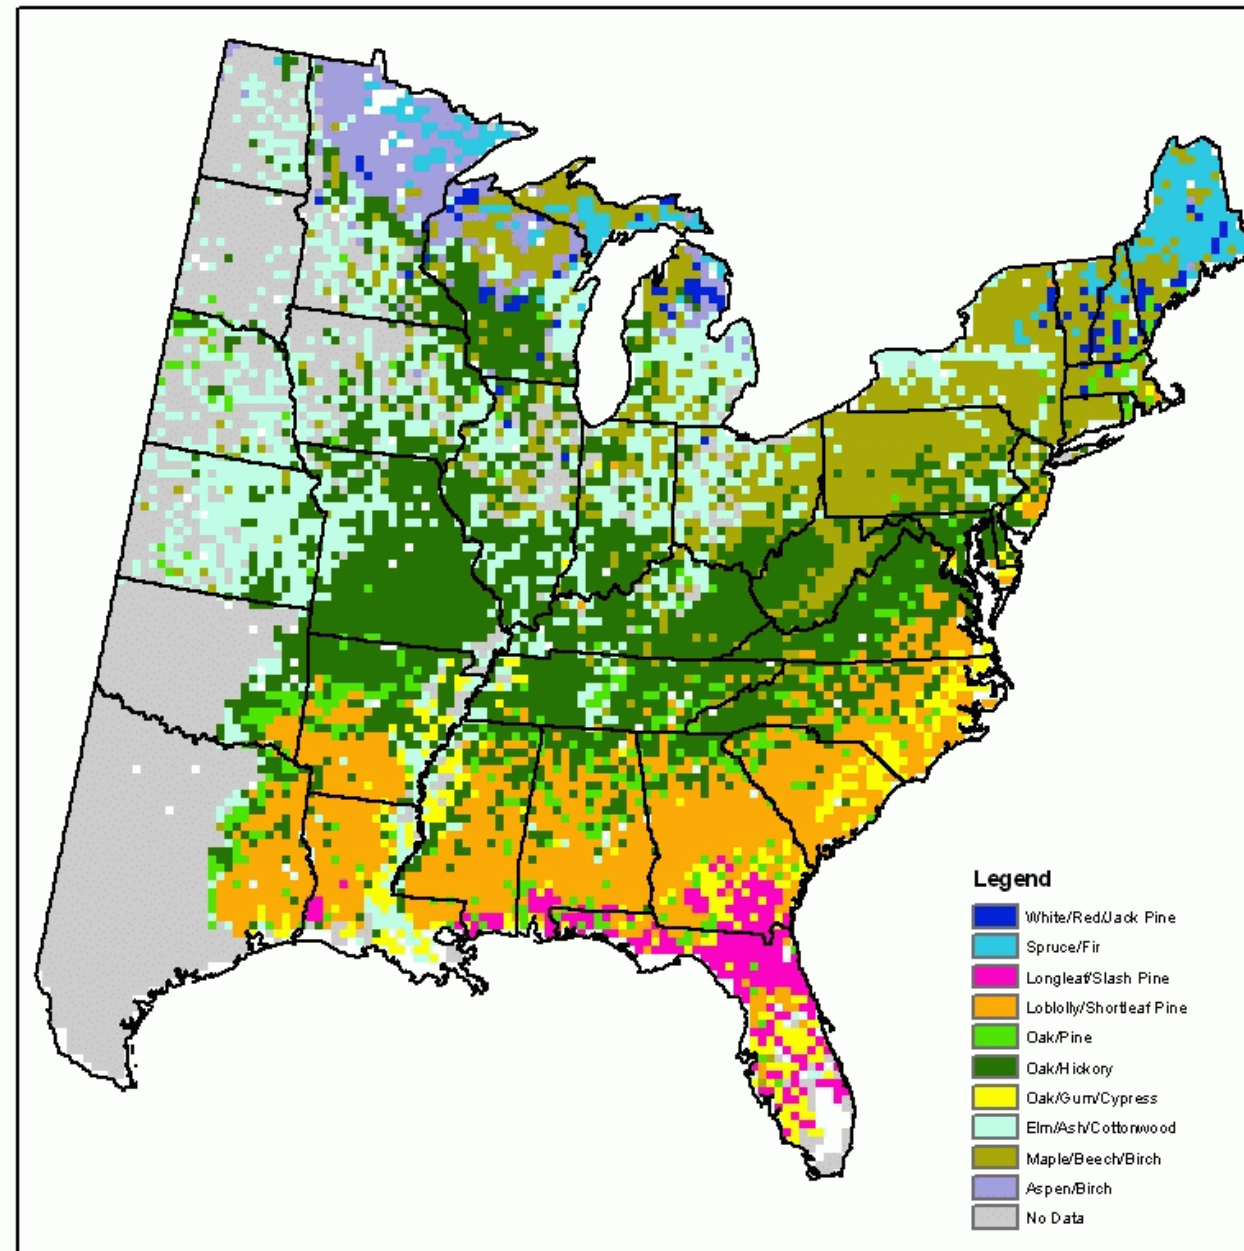 Legend
White/Red/Jack Pine
Spruce/Fir
Longleaf/Slash Pine
Loblolly/Shortleaf Pine
Oak/Pine
Oak/Hickory
Oak/Gum/Cypress
Elm/Ash/Cottonwood
Maple/Beech/Birch
Aspen/Birch
No Data